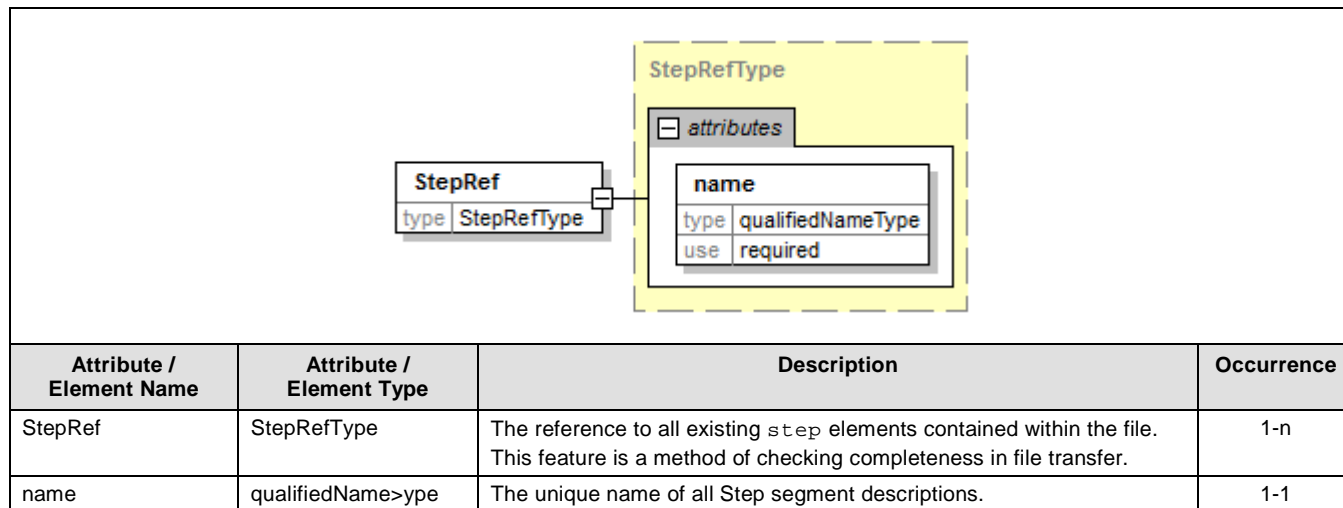 StepRefType
attributes
StepRef
type StepRefType
name
type qualifiedNameType
use required
Attribute / Element Name
Attribute / Element Type
Description
Occurrence
StepRef
StepRefType
The reference to all existing step elements contained within the file.
This feature is a method of checking completeness in file transfer.
1-n
name
qualifiedName>ype
The unique name of all Step segment descriptions.
1-1